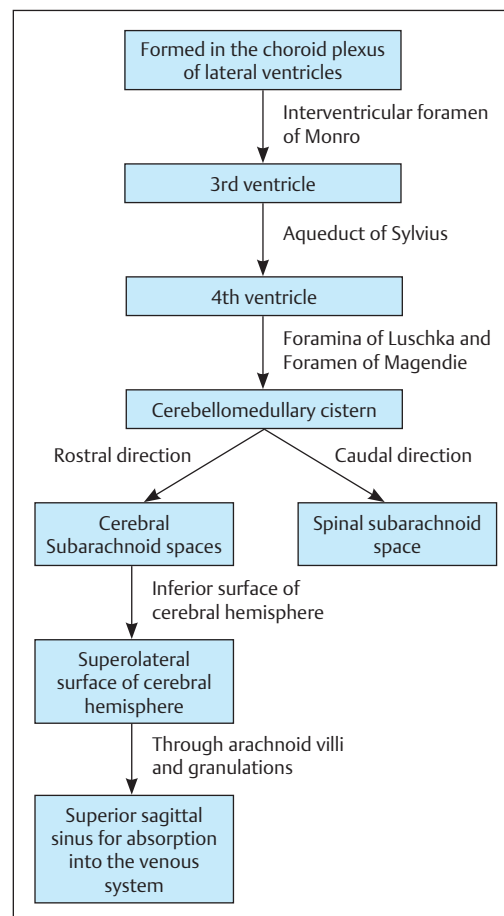 Formed in the choroid plexus
of lateral ventricles
Interventricular foramen
of Monro
3rd ventricle
Aqueduct of Sylvius
4th ventricle
Foramina of Luschka and
Foramen of Magendie
Cerebellomedullary cistern
Rostral direction
Caudal direction
Cerebral
Subarachnoid spaces
Spinal subarachnoid
space
Inferior surface of
cerebral hemisphere
Superolateral
surface of cerebral
hemisphere
Through arachnoid villi
and granulations
Superior sagittal
sinus for absorption
into the venous
system